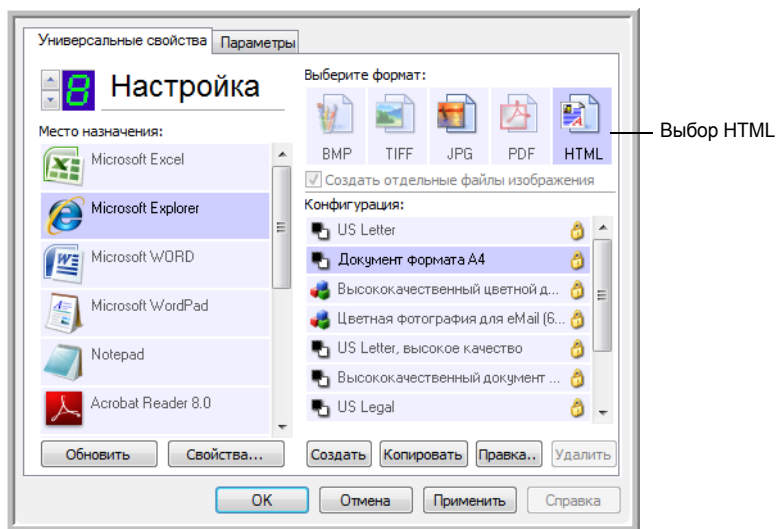 Универсальные свойства
Параметры
8
Настройка
Место назначения:
Microsoft Excel
Microsoft Explorer
Microsoft WORD
Microsoft WordPad
Notepad
Acrobat Reader 8.0
Обновить
Свойства...
Выберите формат:
BMP
TIFF
JPG
PDF
HTML
Создать отдельные файлы изображения
Конфигурация:
US Letter
Документ формата A4
Высококачественный цветной д...
Цветная фотография для eMail (6...
US Letter, высокое качество
Высококачественный документ ...
US Legal
Создать
Копировать
Правка..
Удалить
OK
Отмена
Применить
Справка
Выбор HTML